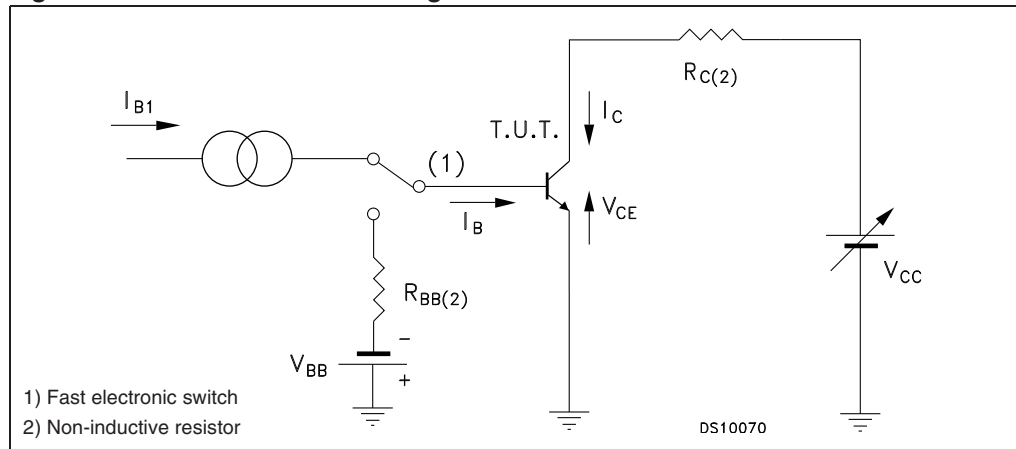 I_B1
R_C(2)
I_C
T.U.T.
(1)
V_CE
I_B
R_BB(2)
V_CC
−
V_BB
+
1) Fast electronic switch
2) Non-inductive resistor
DS10070